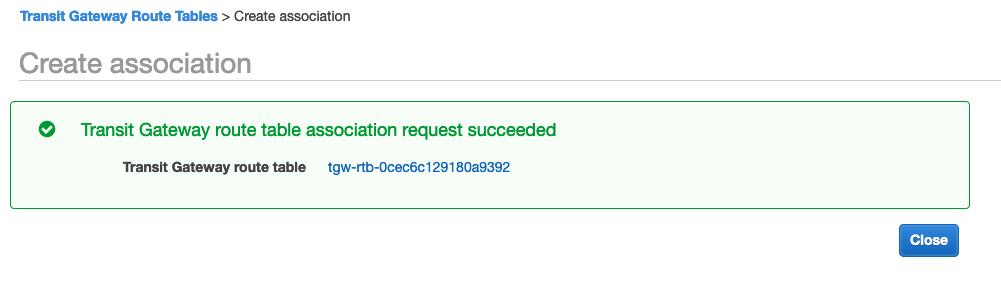 Transit Gateway Route Tables > Create association
Create association
Transit Gateway route table association request succeeded
Transit Gateway route table tgw-rtb-0cec6c129180a9392
Close